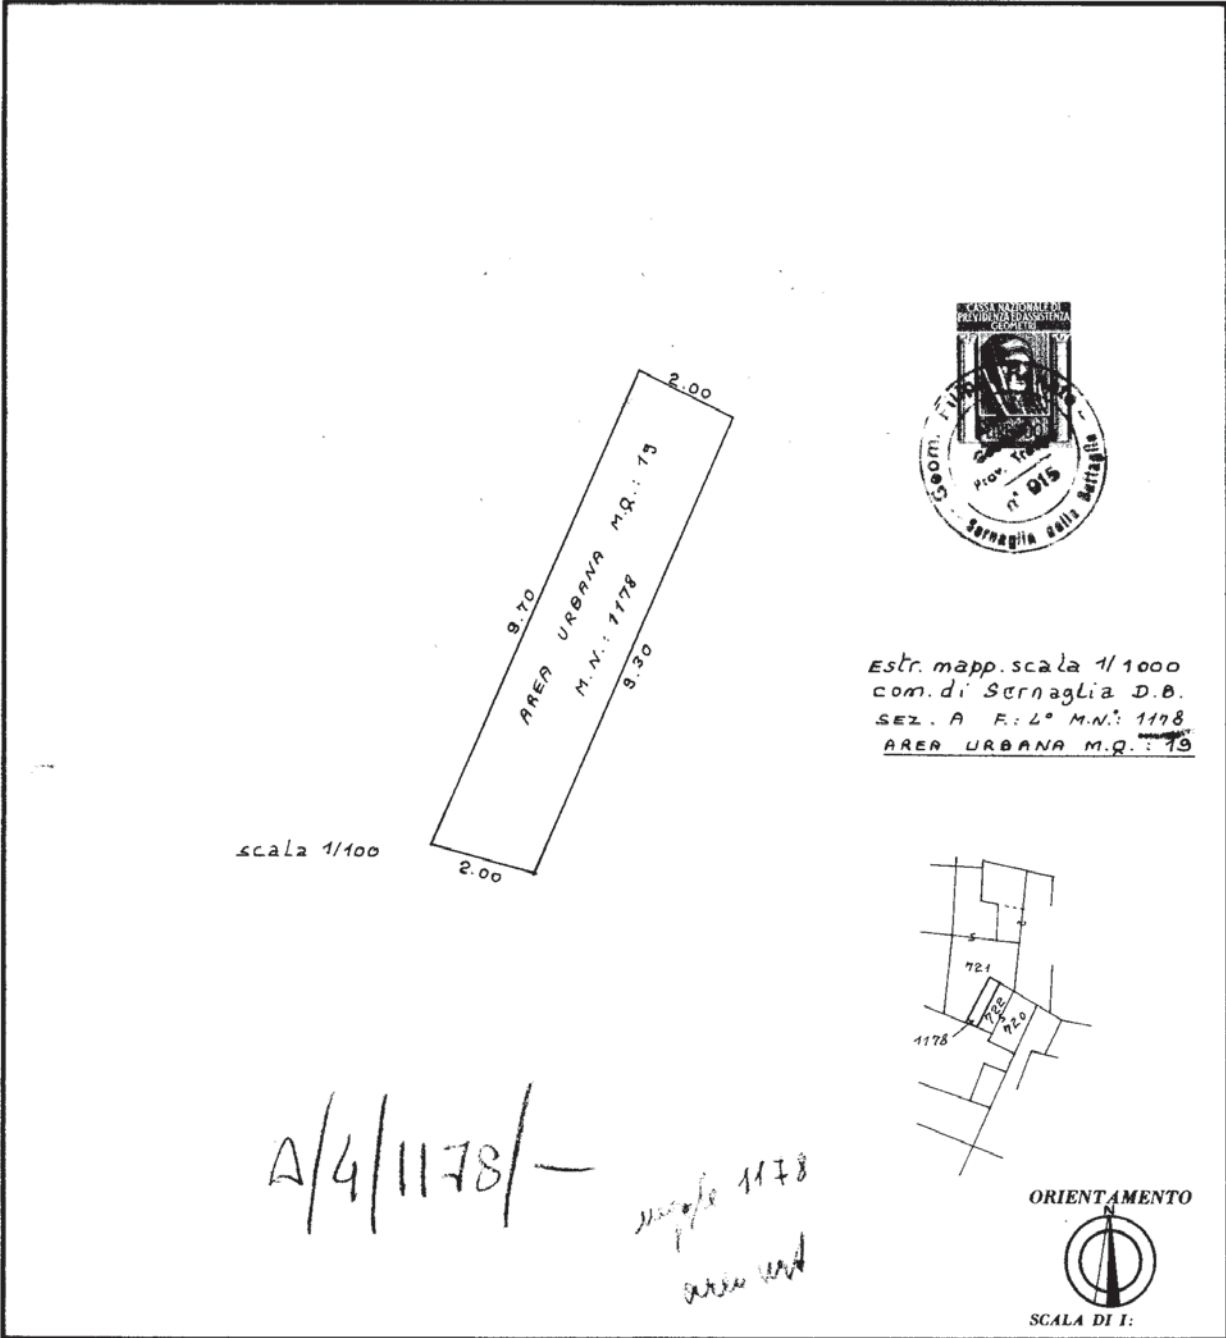 CASSA NAZIONALE DI
PREVIDENZA ED ASSISTENZA
GEOMETRI
Geom.
Prov.
n° 915
Sernaglia della Battaglia
2.00
9.70
AREA URBANA M.Q.: 19
M.N.: 1178
9.30
2.00
scala 1/100
Estr. mapp. scala 1/1000
com. di Sernaglia D.B.
SEZ. A F.: 4° M.N.: 1178
AREA URBANA M.Q.: 19
721
722
720
1178
A/4/1178/—
1178
area urb
ORIENTAMENTO
N
SCALA DI I: